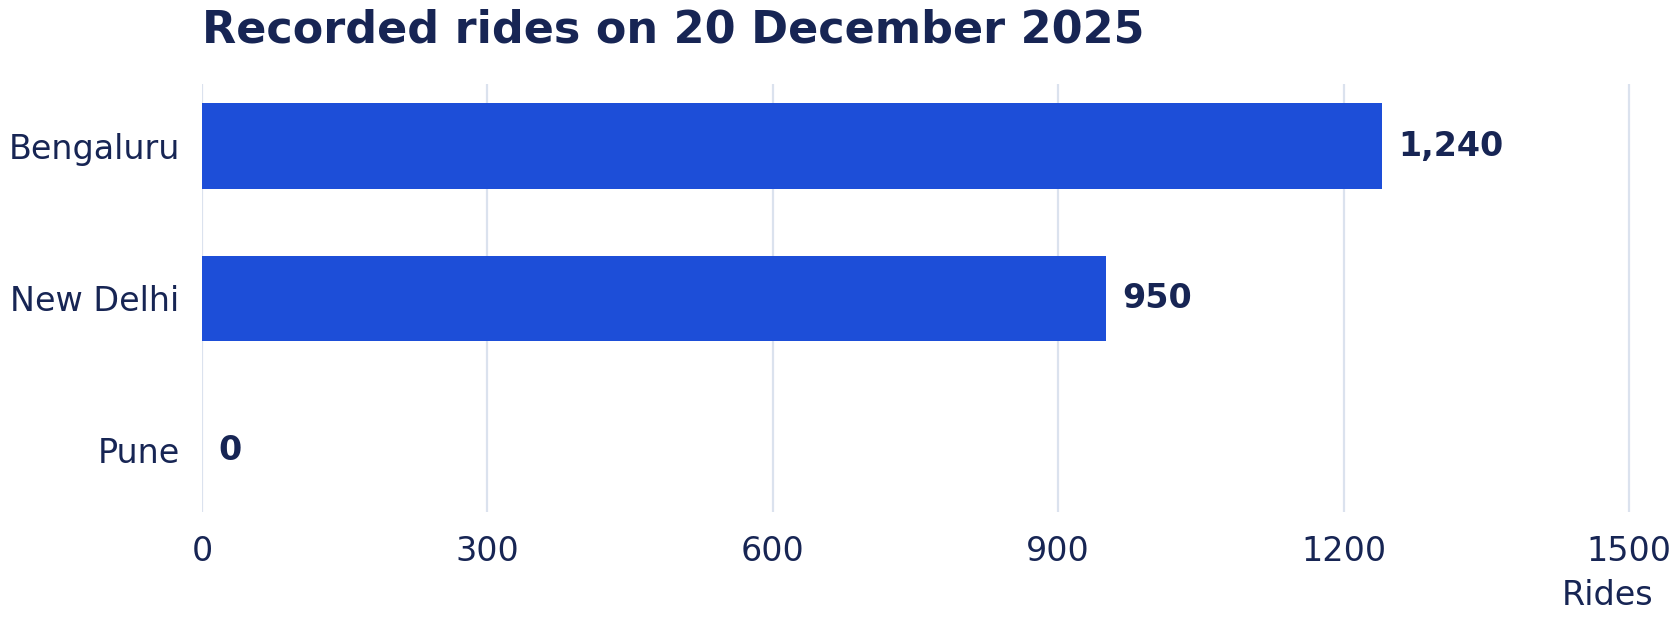 Recorded rides on 20 December 2025
Bengaluru 1,240
New Delhi 950
Pune 0
0 300 600 900 1200 1500
Rides